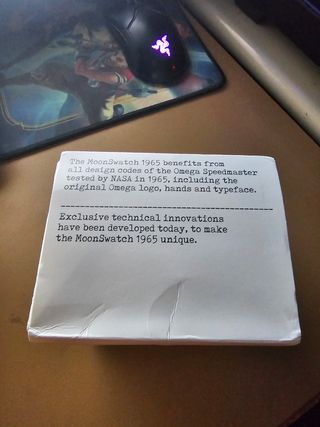 The MoonSwatch 1965 benefits from
all design codes of the Omega Speedmaster
tested by NASA in 1965, including the
original Omega logo, hands and typeface.
Exclusive technical innovations
have been developed today, to make
the MoonSwatch 1965 unique.